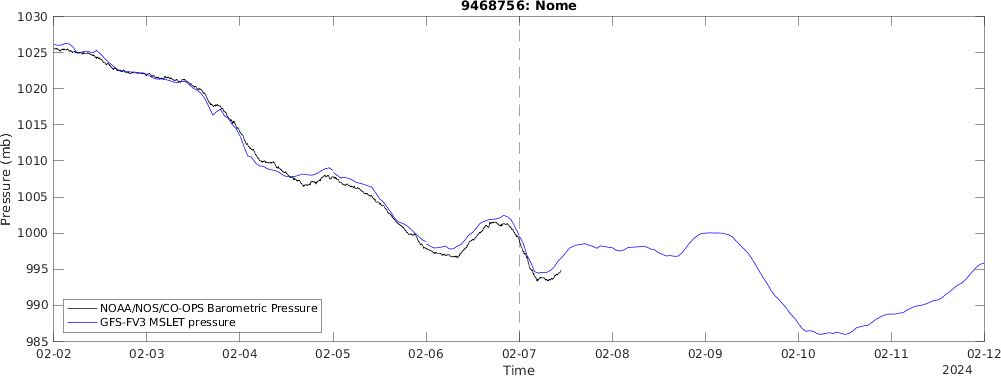 9468756: Nome
1030
1025
1020
1015
1010
1005
1000
995
990
985
Pressure (mb)
NOAA/NOS/CO-OPS Barometric Pressure
GFS-FV3 MSLET pressure
02-02 02-03 02-04 02-05 02-06 02-07 02-08 02-09 02-10 02-11 02-12
Time
2024